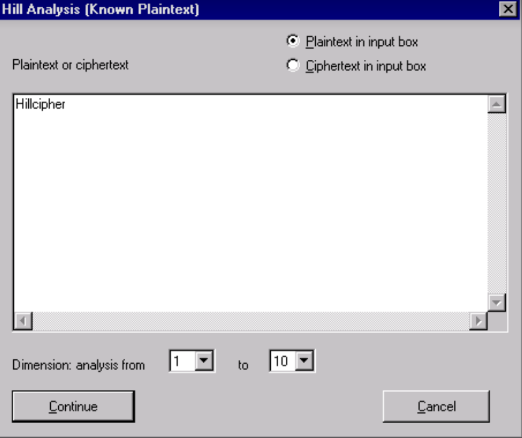 Hill Analysis (Known Plaintext)
Plaintext in input box
Plaintext or ciphertext
Ciphertext in input box
Hillcipher
Dimension: analysis from 1 to 10
Continue Cancel